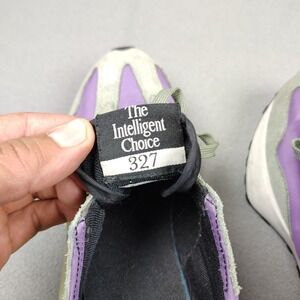 The
Intelligent
Choice
327